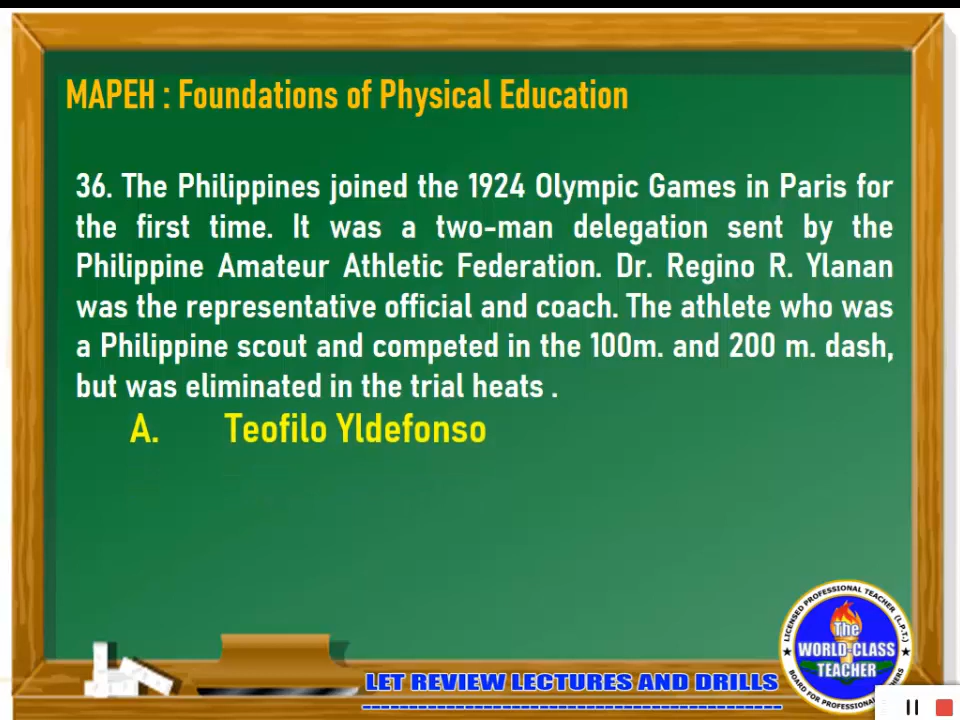 MAPEH : Foundations of Physical Education
36. The Philippines joined the 1924 Olympic Games in Paris for
the first time. It was a two-man delegation sent by the
Philippine Amateur Athletic Federation. Dr. Regino R. Ylanan
was the representative official and coach. The athlete who was
a Philippine scout and competed in the 100m. and 200 m. dash,
but was eliminated in the trial heats .
A. Teofilo Yldefonso
LICENSED PROFESSIONAL TEACHER (L.P.T.)
The
WORLD-CLASS
TEACHER
BOARD FOR PROFESSIONAL
LET REVIEW LECTURES AND DRILLS